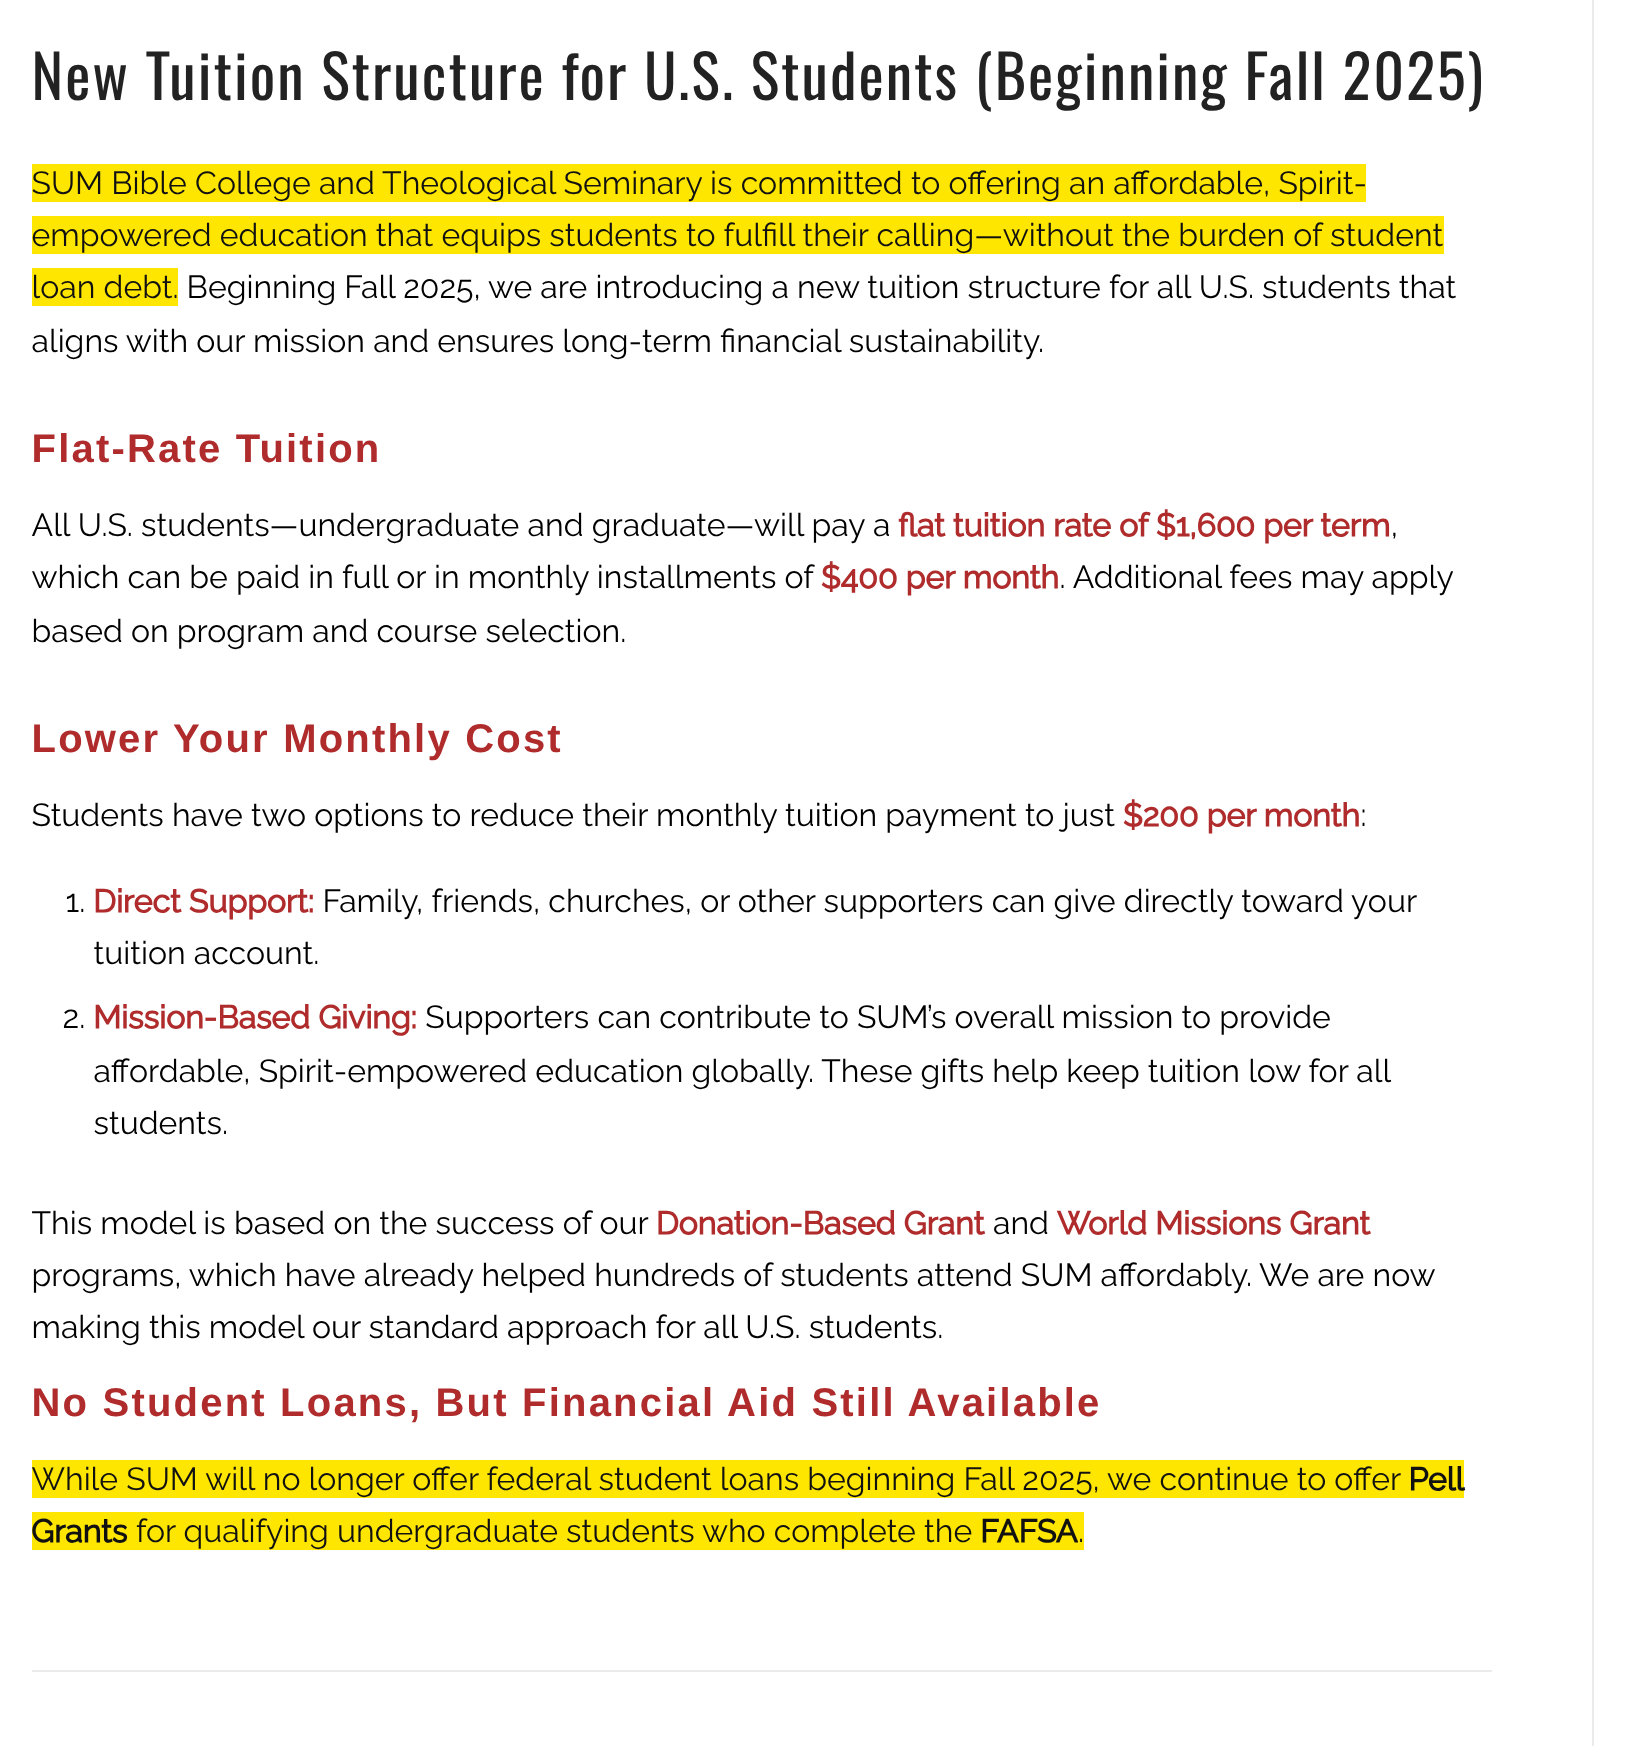 New Tuition Structure for U.S. Students (Beginning Fall 2025)
SUM Bible College and Theological Seminary is committed to offering an affordable, Spirit-
empowered education that equips students to fulfill their calling—without the burden of student
loan debt. Beginning Fall 2025, we are introducing a new tuition structure for all U.S. students that
aligns with our mission and ensures long-term financial sustainability.
Flat-Rate Tuition
All U.S. students—undergraduate and graduate—will pay a flat tuition rate of $1,600 per term,
which can be paid in full or in monthly installments of $400 per month. Additional fees may apply
based on program and course selection.
Lower Your Monthly Cost
Students have two options to reduce their monthly tuition payment to just $200 per month:
1. Direct Support: Family, friends, churches, or other supporters can give directly toward your
tuition account.
2. Mission-Based Giving: Supporters can contribute to SUM’s overall mission to provide
affordable, Spirit-empowered education globally. These gifts help keep tuition low for all
students.
This model is based on the success of our Donation-Based Grant and World Missions Grant
programs, which have already helped hundreds of students attend SUM affordably. We are now
making this model our standard approach for all U.S. students.
No Student Loans, But Financial Aid Still Available
While SUM will no longer offer federal student loans beginning Fall 2025, we continue to offer Pell
Grants for qualifying undergraduate students who complete the FAFSA.